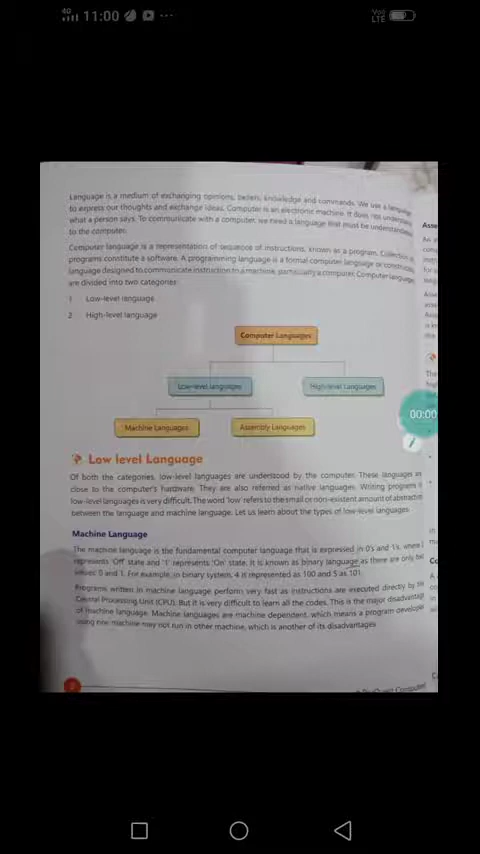 4G 11:00 ... VoLTE
Language is a medium of exchanging opinions, beliefs, knowledge and commands. We use a language
to express our thoughts and exchange ideas. Computer is an electronic machine. It does not understand
what a person says. To communicate with a computer, we need a language that must be understandable
to the computer.
Computer language is a representation of sequence of instructions, known as a program. Collection
programs constitute a software. A programming language is a formal computer language or constructed
language designed to communicate instruction to a machine, particularly a computer. Computer language
are divided into two categories:
1 Low-level language
2 High-level language
Computer Languages
Low-level languages High-level Languages
Machine Languages Assembly Languages
00:00
Low level Language
Of both the categories, low-level languages are understood by the computer. These languages
close to the computer's hardware. They are also referred as native languages. Writing programs
low-level languages is very difficult. The word 'low' refers to the small or non-existent amount of abstraction
between the language and machine language. Let us learn about the types of low-level languages.
Machine Language
The machine language is the fundamental computer language that is expressed in 0's and 1's, where
represents 'Off' state and '1' represents 'On' state. It is known as binary language as there are only
values: 0 and 1. For example, in binary system, 4 is represented as 100 and 5 as 101.
Programs written in machine language perform very fast as instructions are executed directly by
Central Processing Unit (CPU). But it is very difficult to learn all the codes. This is the major disadvantage
of machine language. Machine languages are machine dependent, which means a program developed
using one machine may not run in other machine, which is another of its disadvantages.